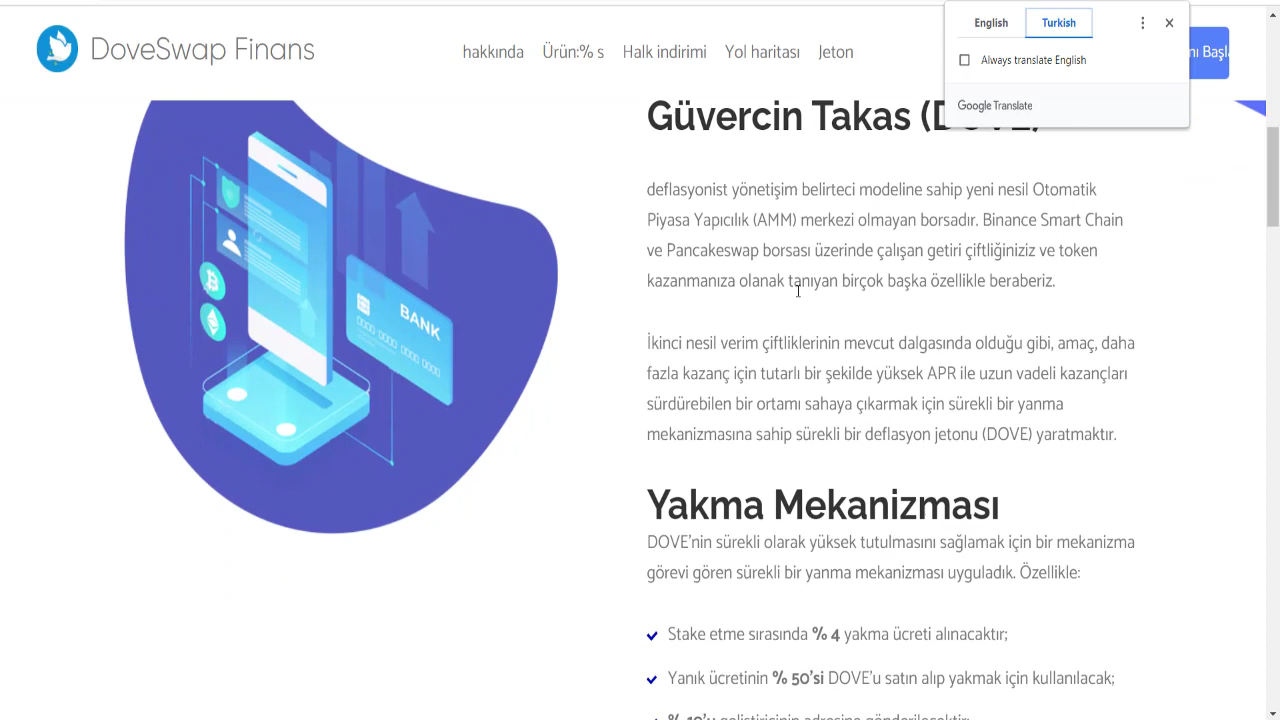 English
Turkish
Always translate English
Google Translate
DoveSwap Finans
hakkında
Ürün:% s
Halk indirimi
Yol haritası
Jeton
Güvercin Takas
deflasyonist yönetişim belirteci modeline sahip yeni nesil Otomatik
Piyasa Yapıcılık (AMM) merkezi olmayan borsadır. Binance Smart Chain
ve Pancakeswap borsası üzerinde çalışan getiri çiftliğiniziz ve token
kazanmanıza olanak tanıyan birçok başka özellikle beraberiz.
İkinci nesil verim çiftliklerinin mevcut dalgasında olduğu gibi, amaç, daha
fazla kazanç için tutarlı bir şekilde yüksek APR ile uzun vadeli kazançları
sürdürebilen bir ortamı sahaya çıkarmak için sürekli bir yanma
mekanizmasına sahip sürekli bir deflasyon jetonu (DOVE) yaratmaktır.
BANK
Yakma Mekanizması
DOVE'nin sürekli olarak yüksek tutulmasını sağlamak için bir mekanizma
görevi gören sürekli bir yanma mekanizması uyguladık. Özellikle:
Stake etme sırasında % 4 yakma ücreti alınacaktır;
Yanık ücretinin % 50'si DOVE'u satın alıp yakmak için kullanılacak;